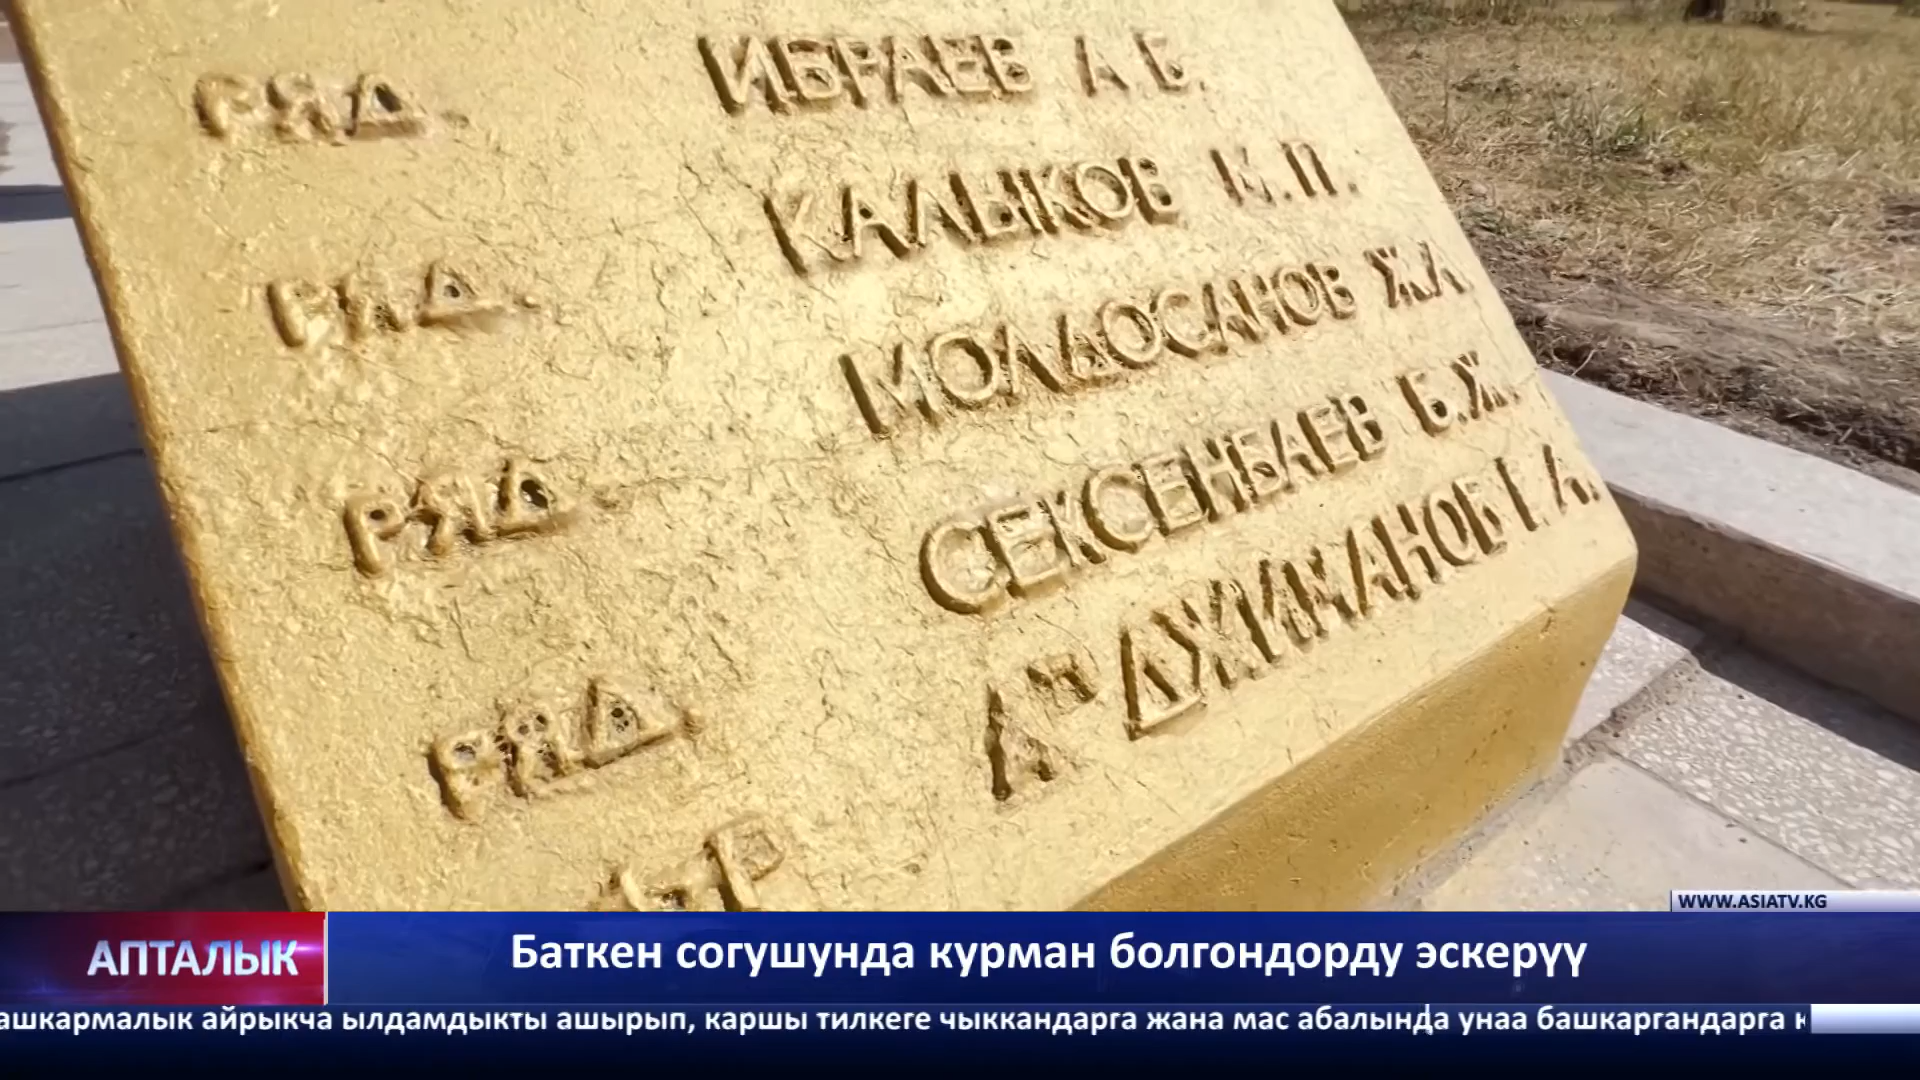 РЯД. ИБРАЕВ А.Б.
РЯД. КАЛЫКОВ М.П.
РЯД. МОЛДОСАНОВ Ж.А.
РЯД. СЕКСЕНБАЕВ Б.Ж.
РЯД.
WWW.ASIATV.KG
АПТАЛЫК
Баткен согушунда курман болгондорду эскерүү
ашкармалык айрыкча ылдамдыкты ашырып, каршы тилкеге чыккандарга жана мас абалында унаа башкаргандарга